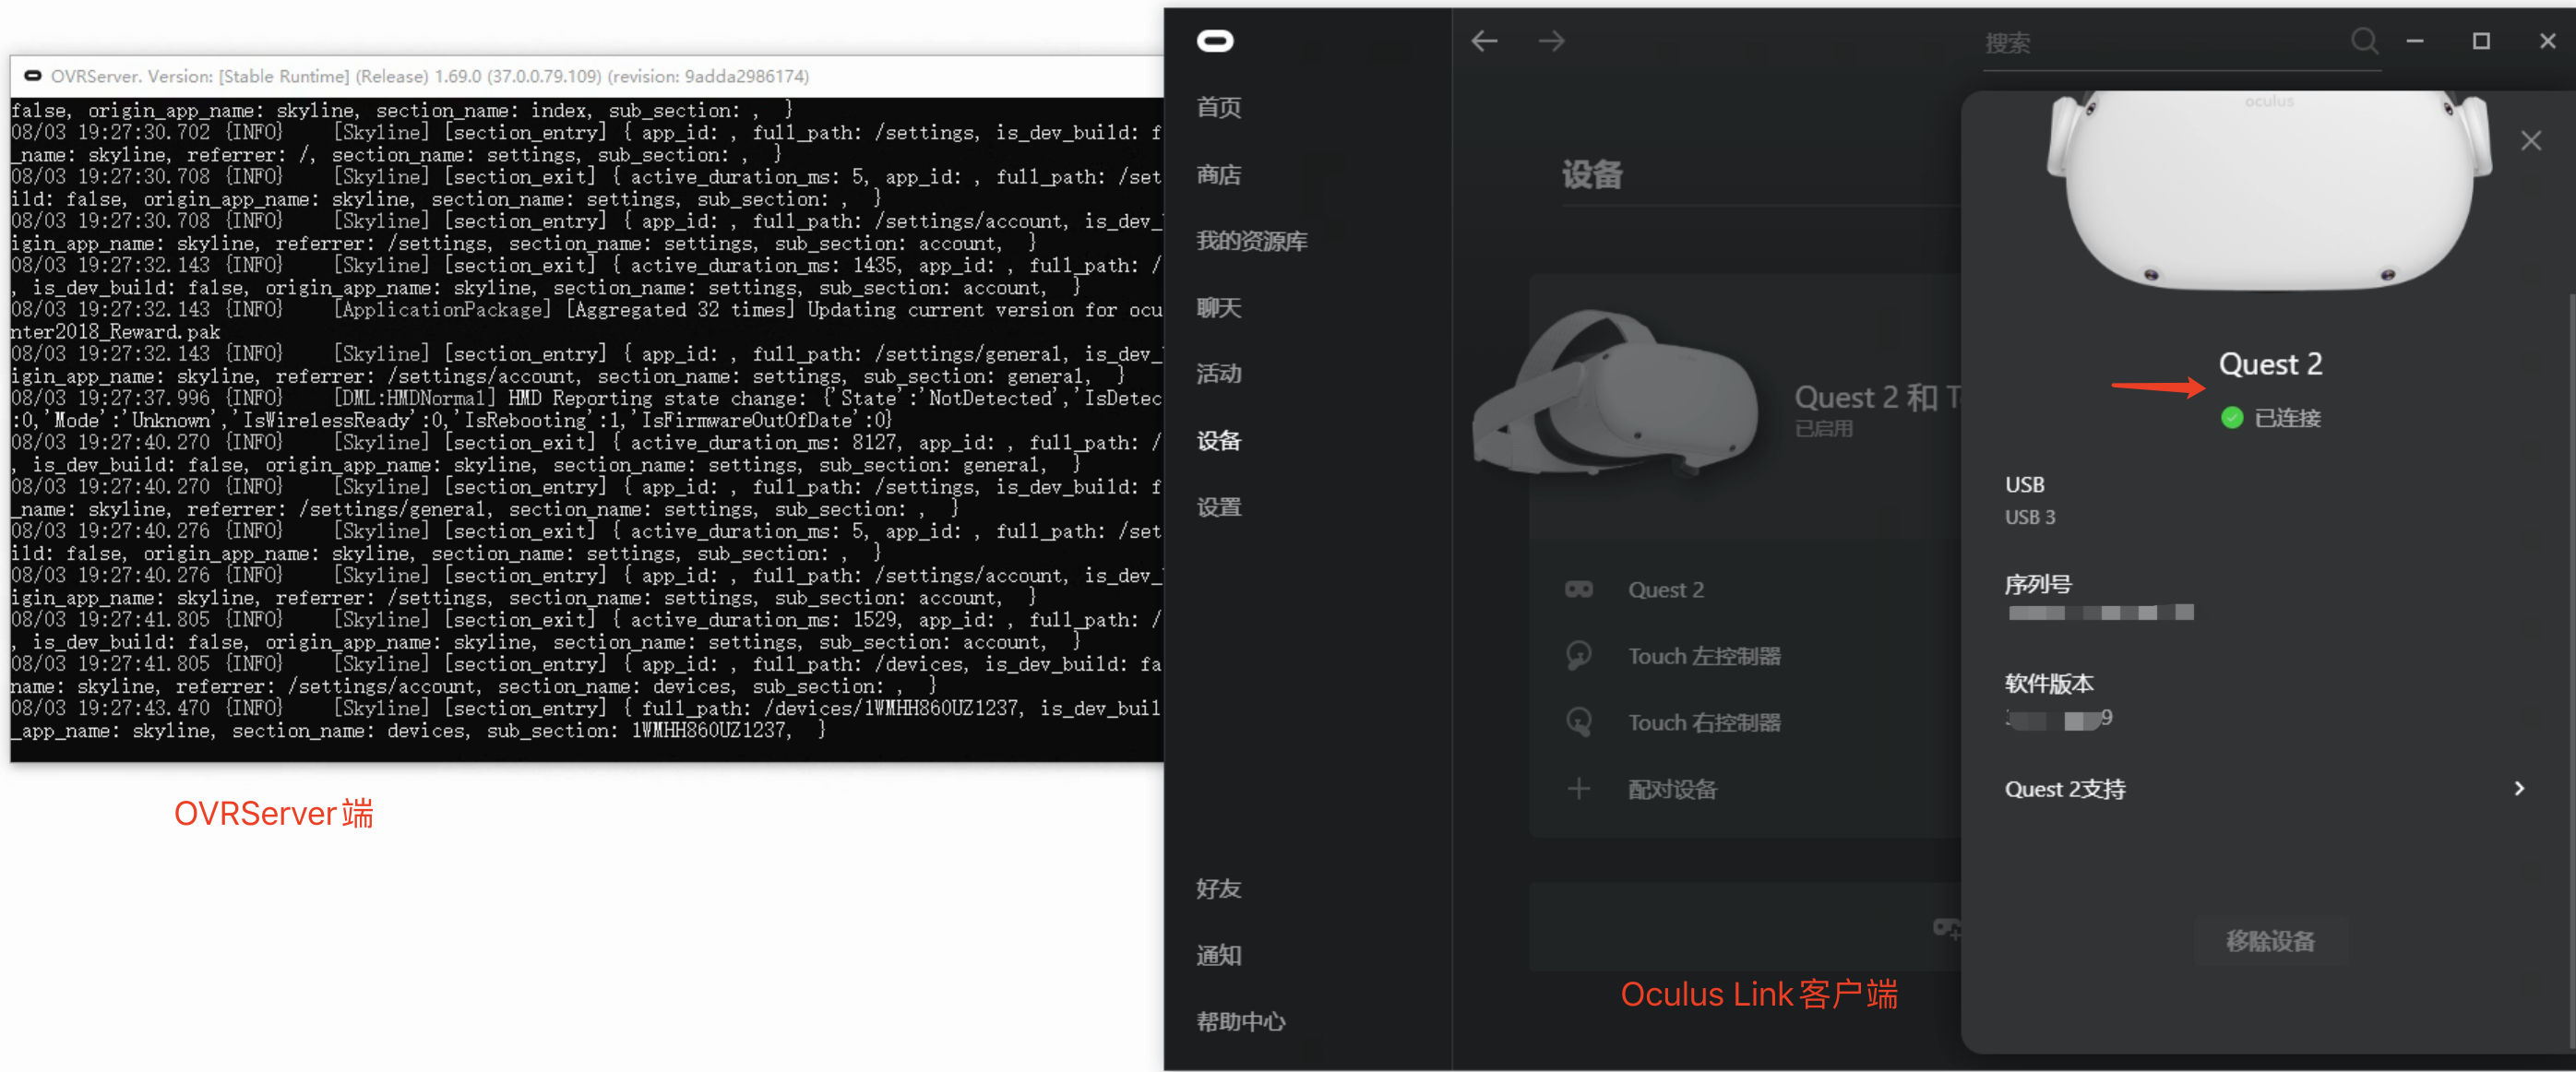 OVRServer. Version: [Stable Runtime] (Release) 1.69.0 (37.0.0.79.109) (revision: 9adda2986174)
false, origin_app_name: skyline, section_name: index, sub_section: ,  }
08/03 19:27:30.702 {INFO}    [Skyline] [section_entry] { app_id: , full_path: /settings, is_dev_build: f
_name: skyline, referrer: /, section_name: settings, sub_section: ,  }
08/03 19:27:30.708 {INFO}    [Skyline] [section_exit] { active_duration_ms: 5, app_id: , full_path: /set
ild: false, origin_app_name: skyline, section_name: settings, sub_section: ,  }
08/03 19:27:30.708 {INFO}    [Skyline] [section_entry] { app_id: , full_path: /settings/account, is_dev_
igin_app_name: skyline, referrer: /settings, section_name: settings, sub_section: account,  }
08/03 19:27:32.143 {INFO}    [Skyline] [section_exit] { active_duration_ms: 1435, app_id: , full_path: /
, is_dev_build: false, origin_app_name: skyline, section_name: settings, sub_section: account,  }
08/03 19:27:32.143 {INFO}    [ApplicationPackage] [Aggregated 32 times] Updating current version for ocu
nter2018_Reward.pak
08/03 19:27:32.143 {INFO}    [Skyline] [section_entry] { app_id: , full_path: /settings/general, is_dev_
igin_app_name: skyline, referrer: /settings/account, section_name: settings, sub_section: general,  }
08/03 19:27:37.996 {INFO}    [DML:HMDNormal] HMD Reporting state change: {'State':'NotDetected','IsDetec
:0,'Mode':'Unknown','IsWirelessReady':0,'IsRebooting':1,'IsFirmwareOutOfDate':0}
08/03 19:27:40.270 {INFO}    [Skyline] [section_exit] { active_duration_ms: 8127, app_id: , full_path: /
, is_dev_build: false, origin_app_name: skyline, section_name: settings, sub_section: general,  }
08/03 19:27:40.270 {INFO}    [Skyline] [section_entry] { app_id: , full_path: /settings, is_dev_build: f
_name: skyline, referrer: /settings/general, section_name: settings, sub_section: ,  }
08/03 19:27:40.276 {INFO}    [Skyline] [section_exit] { active_duration_ms: 5, app_id: , full_path: /set
ild: false, origin_app_name: skyline, section_name: settings, sub_section: ,  }
08/03 19:27:40.276 {INFO}    [Skyline] [section_entry] { app_id: , full_path: /settings/account, is_dev_
igin_app_name: skyline, referrer: /settings, section_name: settings, sub_section: account,  }
08/03 19:27:41.805 {INFO}    [Skyline] [section_exit] { active_duration_ms: 1529, app_id: , full_path: /
, is_dev_build: false, origin_app_name: skyline, section_name: settings, sub_section: account,  }
08/03 19:27:41.805 {INFO}    [Skyline] [section_entry] { app_id: , full_path: /devices, is_dev_build: fa
name: skyline, referrer: /settings/account, section_name: devices, sub_section: ,  }
08/03 19:27:43.470 {INFO}    [Skyline] [section_entry] { full_path: /devices/1WMHH860UZ1237, is_dev_buil
_app_name: skyline, section_name: devices, sub_section: 1WMHH860UZ1237,  }
OVRServer端
首页
商店
我的资源库
聊天
活动
设备
设置
好友
通知
帮助中心
搜索
设备
Quest 2 和 T
已启用
Quest 2
Touch 左控制器
Touch 右控制器
配对设备
Oculus Link客户端
oculus
Quest 2
已连接
USB
USB 3
序列号
软件版本
9
Quest 2支持
移除设备